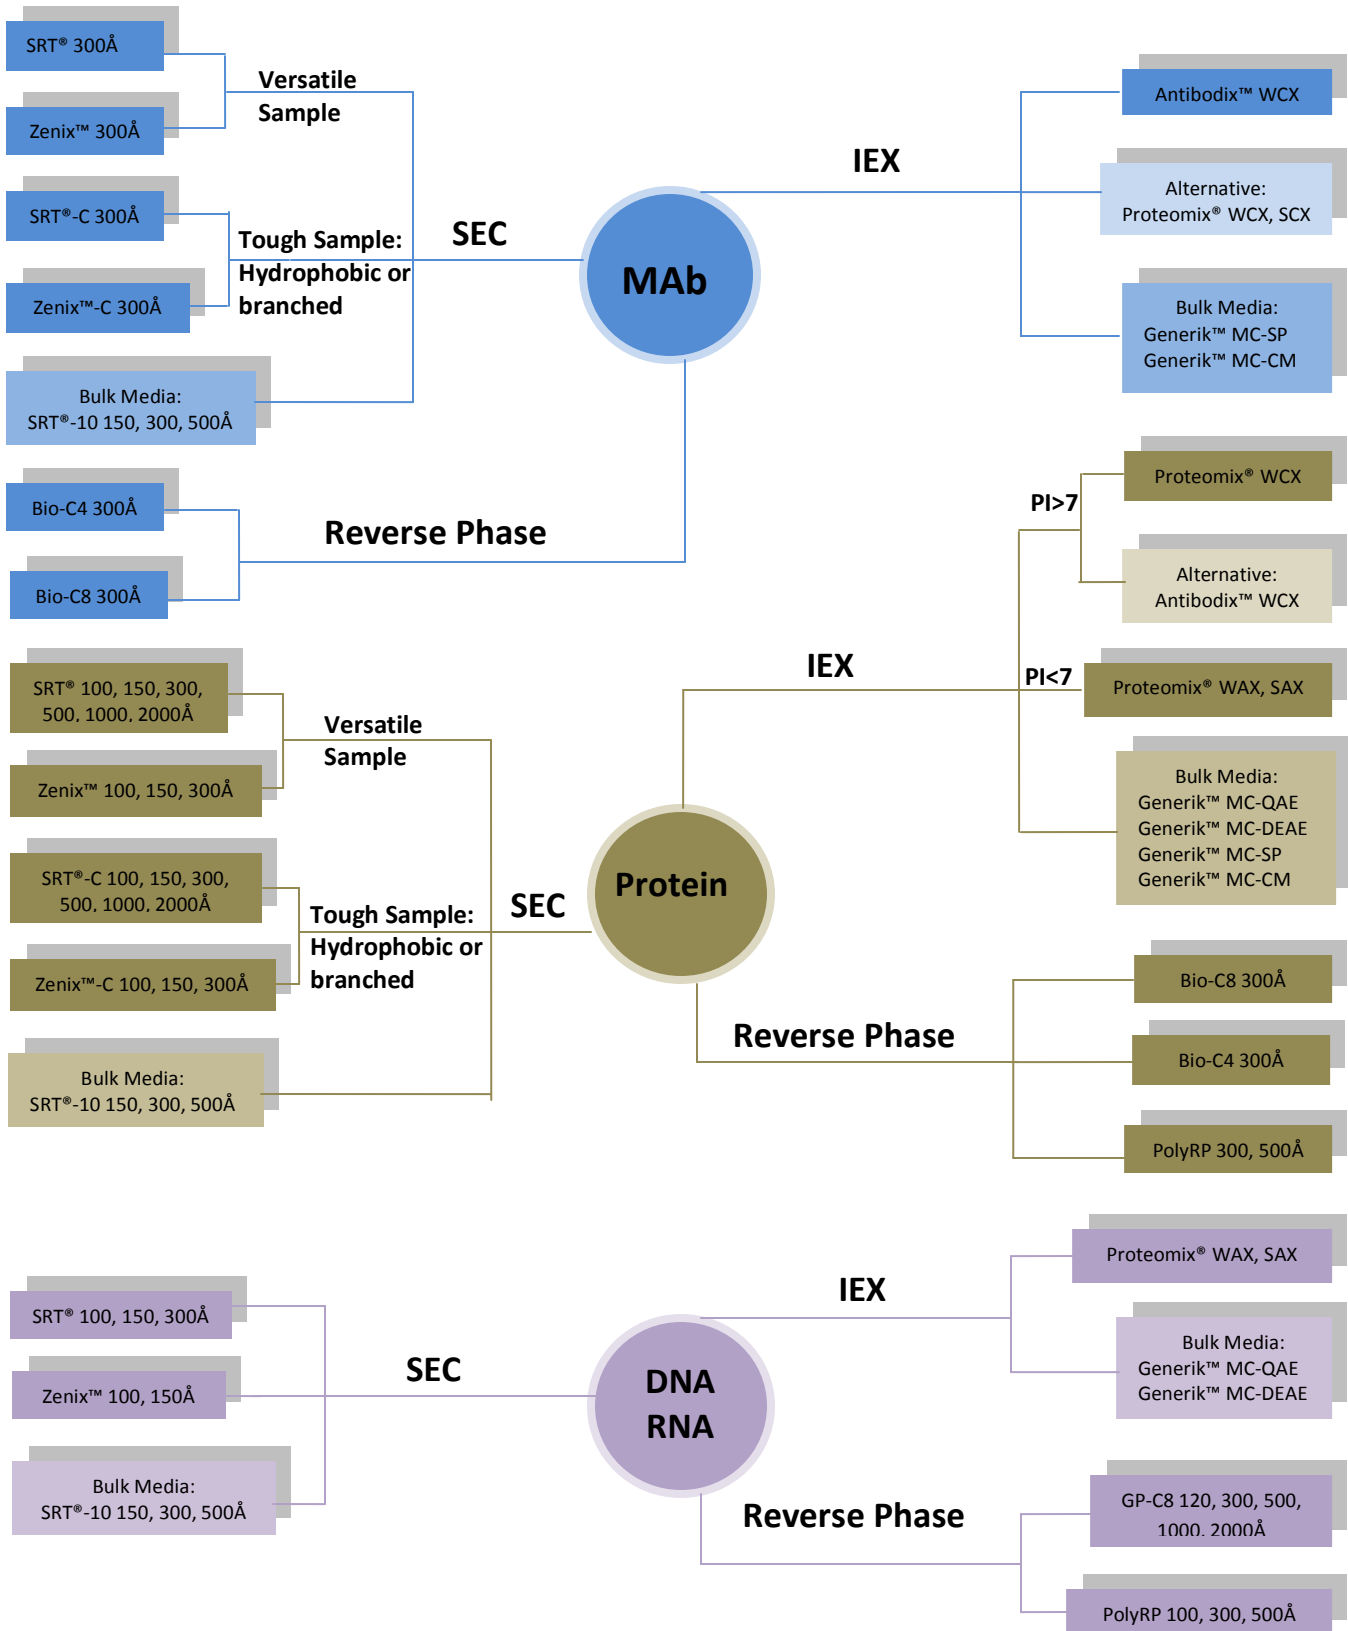 SRT® 300Å
Zenix™ 300Å
Versatile
Sample
SRT®-C 300Å
Zenix™-C 300Å
Tough Sample:
Hydrophobic or
branched
Bulk Media:
SRT®-10 150, 300, 500Å
SEC
MAb
IEX
Antibodix™ WCX
Alternative:
Proteomix® WCX, SCX
Bulk Media:
Generik™ MC-SP
Generik™ MC-CM
Bio-C4 300Å
Bio-C8 300Å
Reverse Phase
SRT® 100, 150, 300,
500, 1000, 2000Å
Zenix™ 100, 150, 300Å
Versatile
Sample
SRT®-C 100, 150, 300,
500, 1000, 2000Å
Zenix™-C 100, 150, 300Å
Tough Sample:
Hydrophobic or
branched
Bulk Media:
SRT®-10 150, 300, 500Å
SEC
Protein
IEX
PI>7
Proteomix® WCX
Alternative:
Antibodix™ WCX
PI<7
Proteomix® WAX, SAX
Bulk Media:
Generik™ MC-QAE
Generik™ MC-DEAE
Generik™ MC-SP
Generik™ MC-CM
Reverse Phase
Bio-C8 300Å
Bio-C4 300Å
PolyRP 300, 500Å
SRT® 100, 150, 300Å
Zenix™ 100, 150Å
Bulk Media:
SRT®-10 150, 300, 500Å
SEC
DNA
RNA
IEX
Proteomix® WAX, SAX
Bulk Media:
Generik™ MC-QAE
Generik™ MC-DEAE
Reverse Phase
GP-C8 120, 300, 500,
1000, 2000Å
PolyRP 100, 300, 500Å